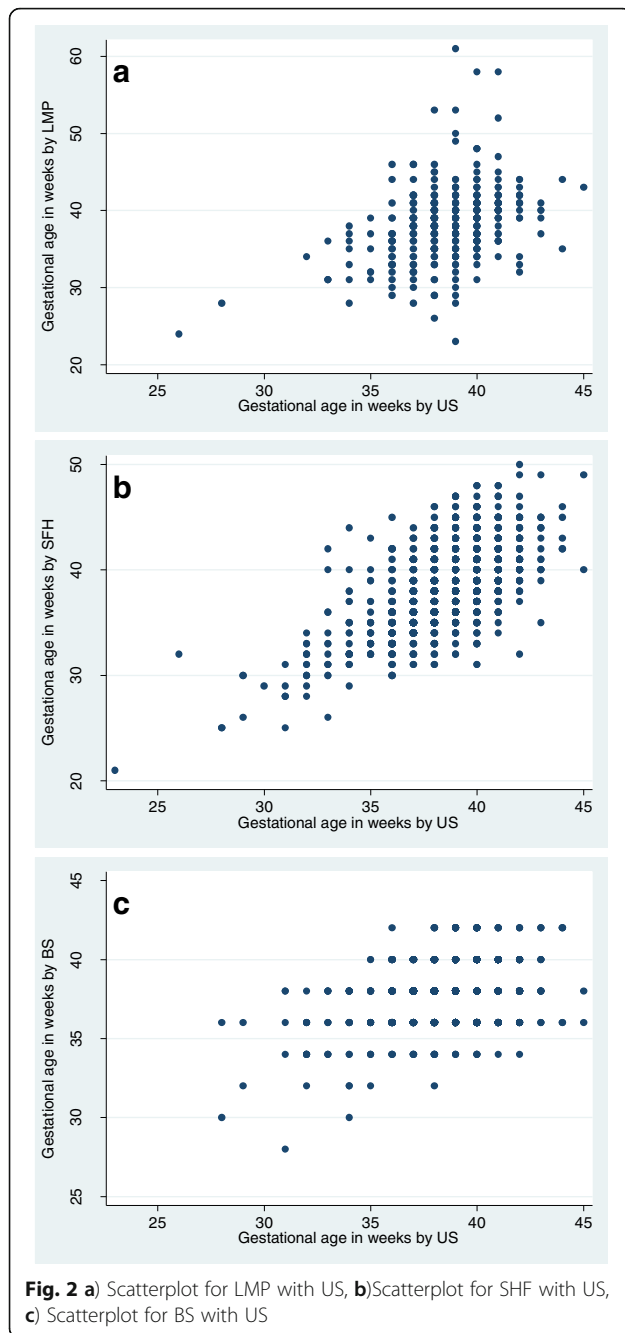 a
Gestational age in weeks by LMP
60
50
40
30
20
25 30 35 40 45
Gestational age in weeks by US
b
Gestationa age in weeks by SFH
50
40
30
20
25 30 35 40 45
Gestational age in weeks by US
c
Gestational age in weeks by BS
45
40
35
30
25
25 30 35 40 45
Gestational age in weeks by US
Fig. 2 a) Scatterplot for LMP with US, b)Scatterplot for SHF with US,
c) Scatterplot for BS with US